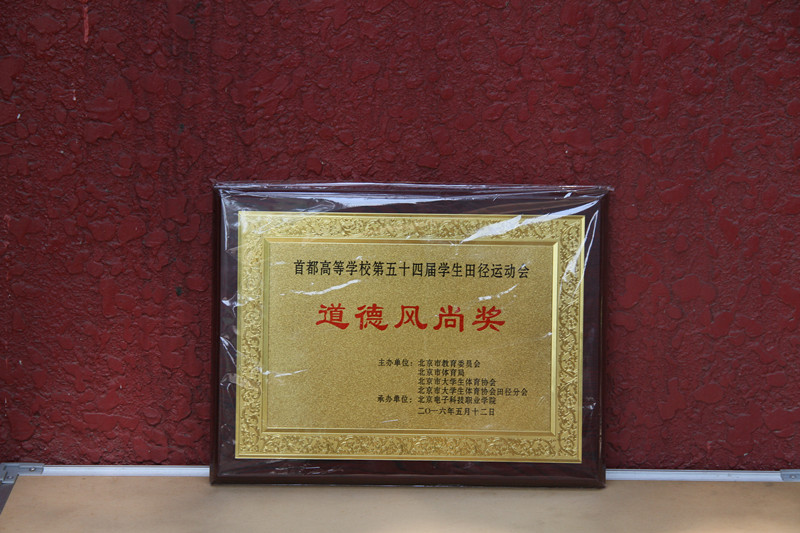 首都高等学校第五十四届学生田径运动会
道德风尚奖
主办单位：北京市教育委员会
北京市体育局
北京市大学生体育协会
北京市大学生体育协会田径分会
承办单位：北京电子科技职业学院
二〇一六年五月十二日